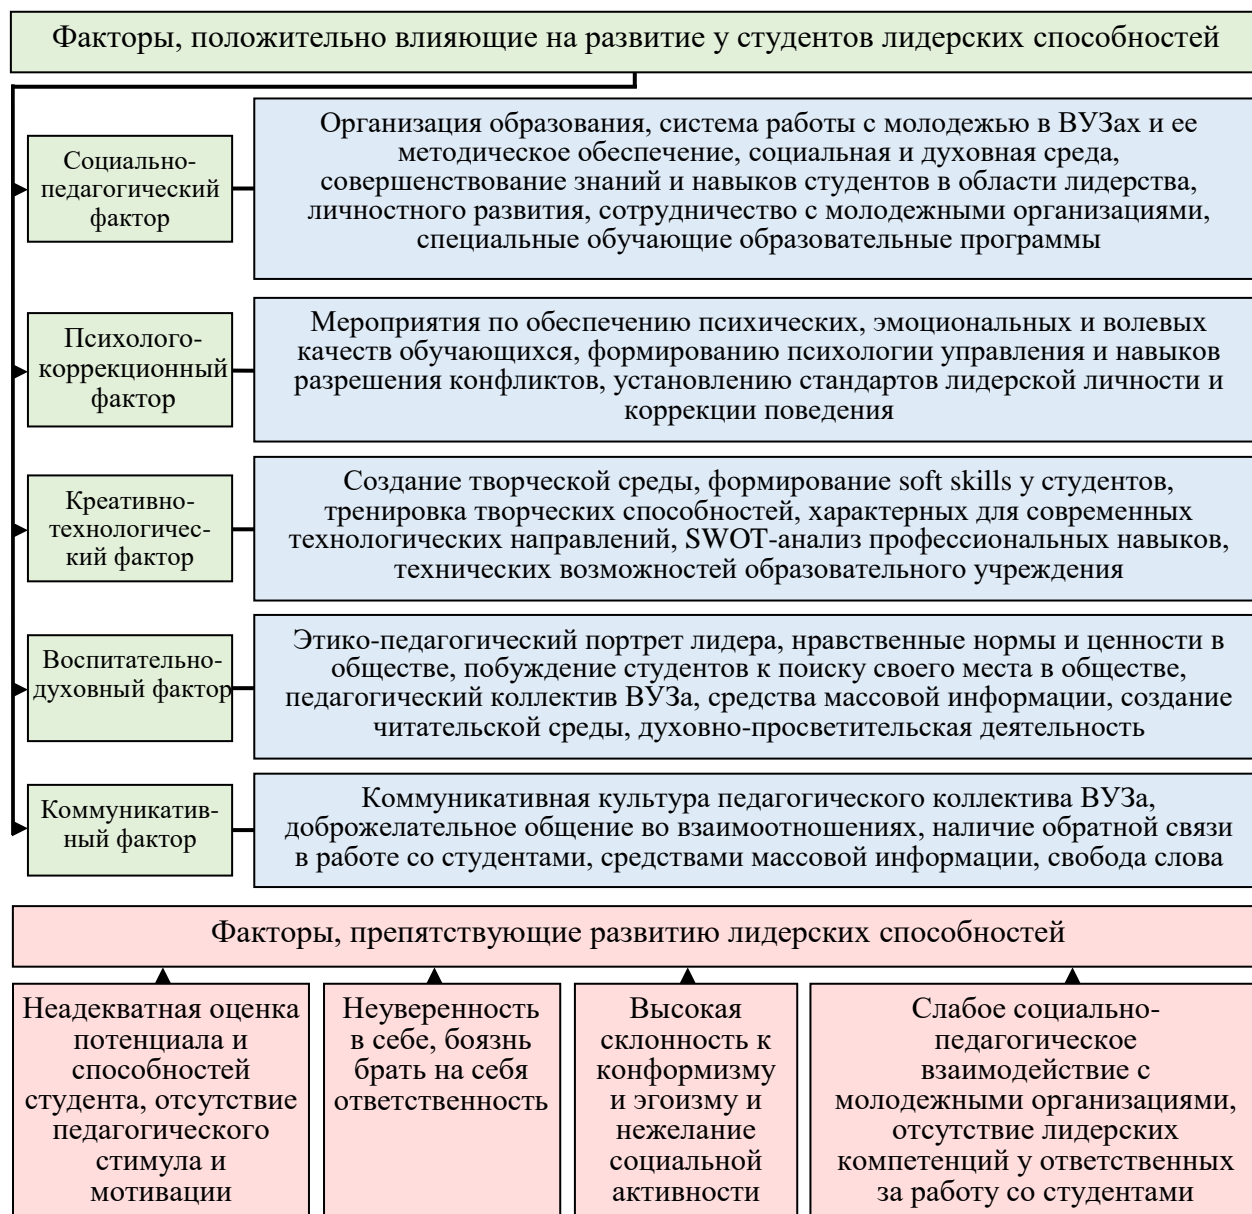 Факторы, положительно влияющие на развитие у студентов лидерских способностей
Социально-
педагогический
фактор
Организация образования, система работы с молодежью в ВУЗах и ее
методическое обеспечение, социальная и духовная среда,
совершенствование знаний и навыков студентов в области лидерства,
личностного развития, сотрудничество с молодежными организациями,
специальные обучающие образовательные программы
Психолого-
коррекционный
фактор
Мероприятия по обеспечению психических, эмоциональных и волевых
качеств обучающихся, формированию психологии управления и навыков
разрешения конфликтов, установлению стандартов лидерской личности и
коррекции поведения
Креативно-
технологичес-
кий фактор
Создание творческой среды, формирование soft skills у студентов,
тренировка творческих способностей, характерных для современных
технологических направлений, SWOT-анализ профессиональных навыков,
технических возможностей образовательного учреждения
Воспитательно-
духовный фактор
Этико-педагогический портрет лидера, нравственные нормы и ценности в
обществе, побуждение студентов к поиску своего места в обществе,
педагогический коллектив ВУЗа, средства массовой информации, создание
читательской среды, духовно-просветительская деятельность
Коммуникатив-
ный фактор
Коммуникативная культура педагогического коллектива ВУЗа,
доброжелательное общение во взаимоотношениях, наличие обратной связи
в работе со студентами, средствами массовой информации, свобода слова
Факторы, препятствующие развитию лидерских способностей
Неадекватная оценка
потенциала и
способностей
студента, отсутствие
педагогического
стимула и
мотивации
Неуверенность
в себе, боязнь
брать на себя
ответственность
Высокая
склонность к
конформизму
и эгоизму и
нежелание
социальной
активности
Слабое социально-
педагогическое
взаимодействие с
молодежными организациями,
отсутствие лидерских
компетенций у ответственных
за работу со студентами